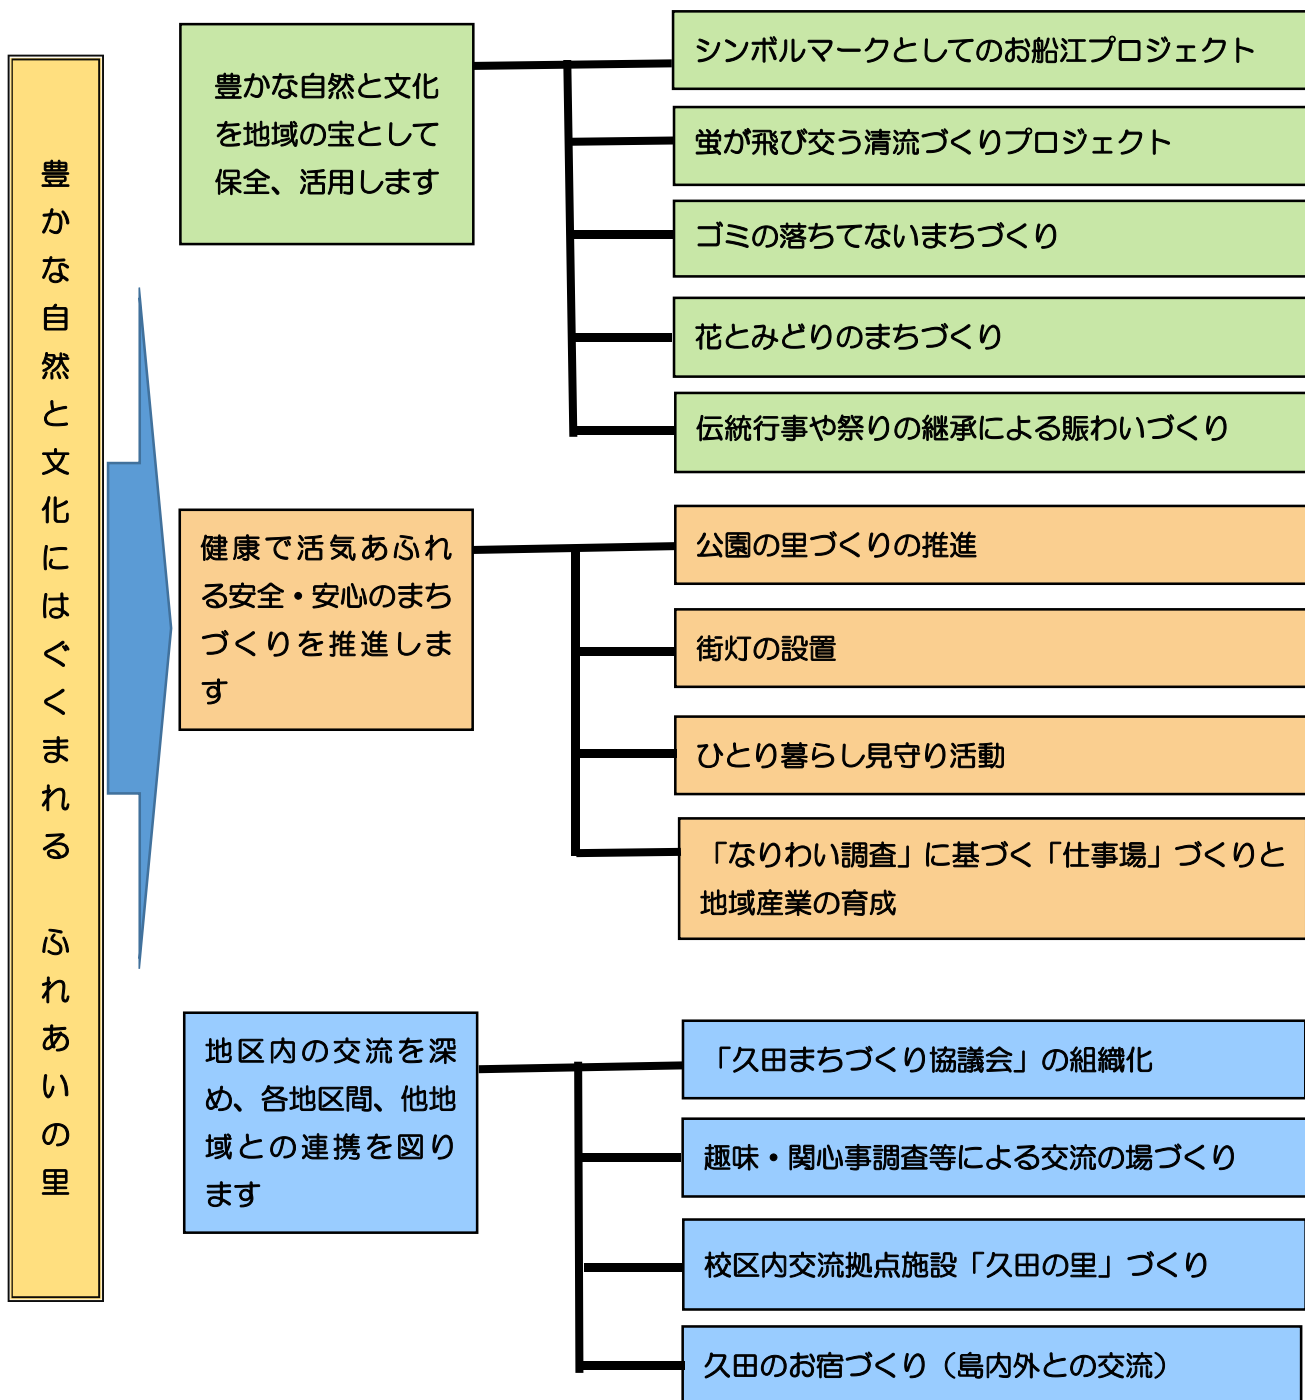 豊かな自然と文化にはぐくまれる　ふれあいの里
豊かな自然と文化
を地域の宝として
保全、活用します
シンボルマークとしてのお船江プロジェクト
蛍が飛び交う清流づくりプロジェクト
ゴミの落ちてないまちづくり
花とみどりのまちづくり
伝統行事や祭りの継承による賑わいづくり
健康で活気あふれ
る安全・安心のまち
づくりを推進しま
す
公園の里づくりの推進
街灯の設置
ひとり暮らし見守り活動
「なりわい調査」に基づく「仕事場」づくりと
地域産業の育成
地区内の交流を深
め、各地区間、他地
域との連携を図り
ます
「久田まちづくり協議会」の組織化
趣味・関心事調査等による交流の場づくり
校区内交流拠点施設「久田の里」づくり
久田のお宿づくり（島内外との交流）